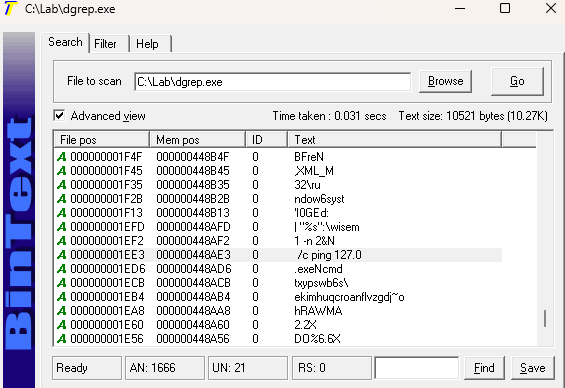 C:\Lab\dgrep.exe
Search Filter Help
File to scan C:\Lab\dgrep.exe Browse Go
Advanced view Time taken : 0.031 secs Text size: 10521 bytes (10.27K)
File pos Mem pos ID Text
A 000000001F4F 000000448B4F 0 BFreN
A 000000001F45 000000448B45 0 .XML_M
A 000000001F35 000000448B35 0 32\ru
A 000000001F2B 000000448B2B 0 ndow6syst
A 000000001F13 000000448B13 0 'I0GEd:
A 000000001EFD 000000448AFD 0 | "%s":\wisem
A 000000001EF2 000000448AF2 0 1 -n 2&N
A 000000001EE3 000000448AE3 0 /c ping 127.0
A 000000001ED6 000000448AD6 0 .exeNcmd
A 000000001ECB 000000448ACB 0 txypswb6s\
A 000000001EB4 000000448AB4 0 ekimhuqcroanflvzgdj~o
A 000000001EA8 000000448AA8 0 hRAWMA
A 000000001E60 000000448A60 0 2.2X
A 000000001E56 000000448A56 0 DO%6.6X
Ready AN: 1666 UN: 21 RS: 0 Find Save
BinText